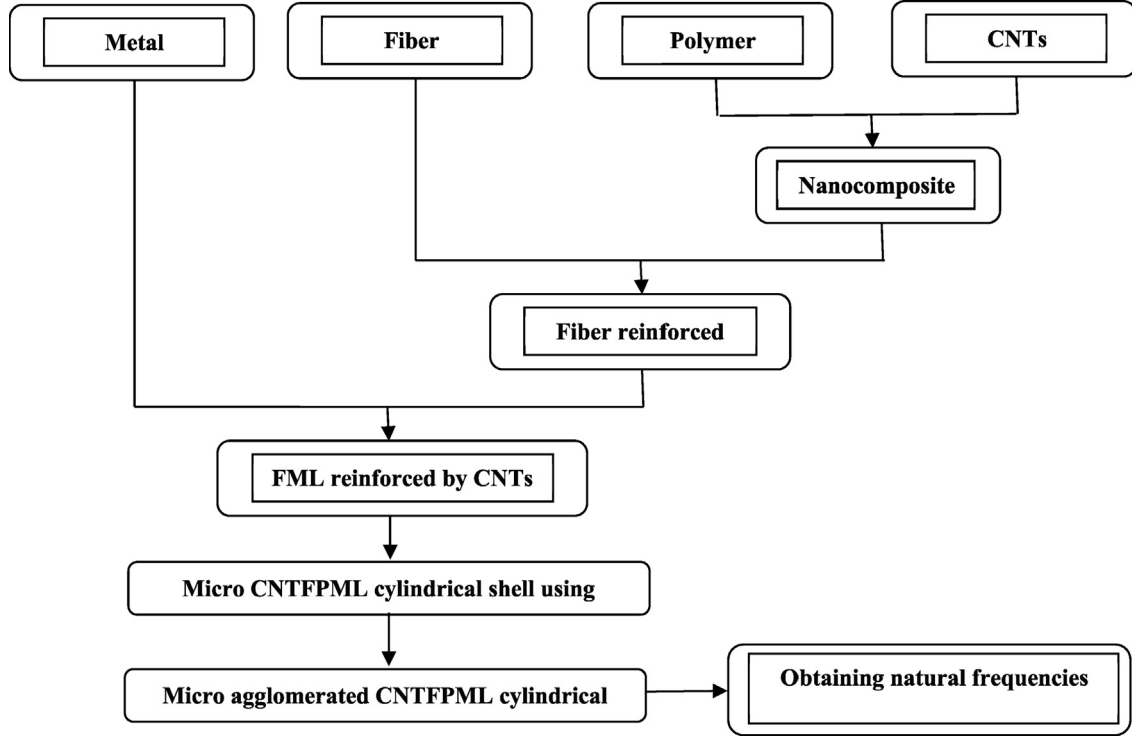 Metal
Fiber
Polymer
CNTs
Nanocomposite
Fiber reinforced
FML reinforced by CNTs
Micro CNTFPML cylindrical shell using
Micro agglomerated CNTFPML cylindrical
Obtaining natural frequencies